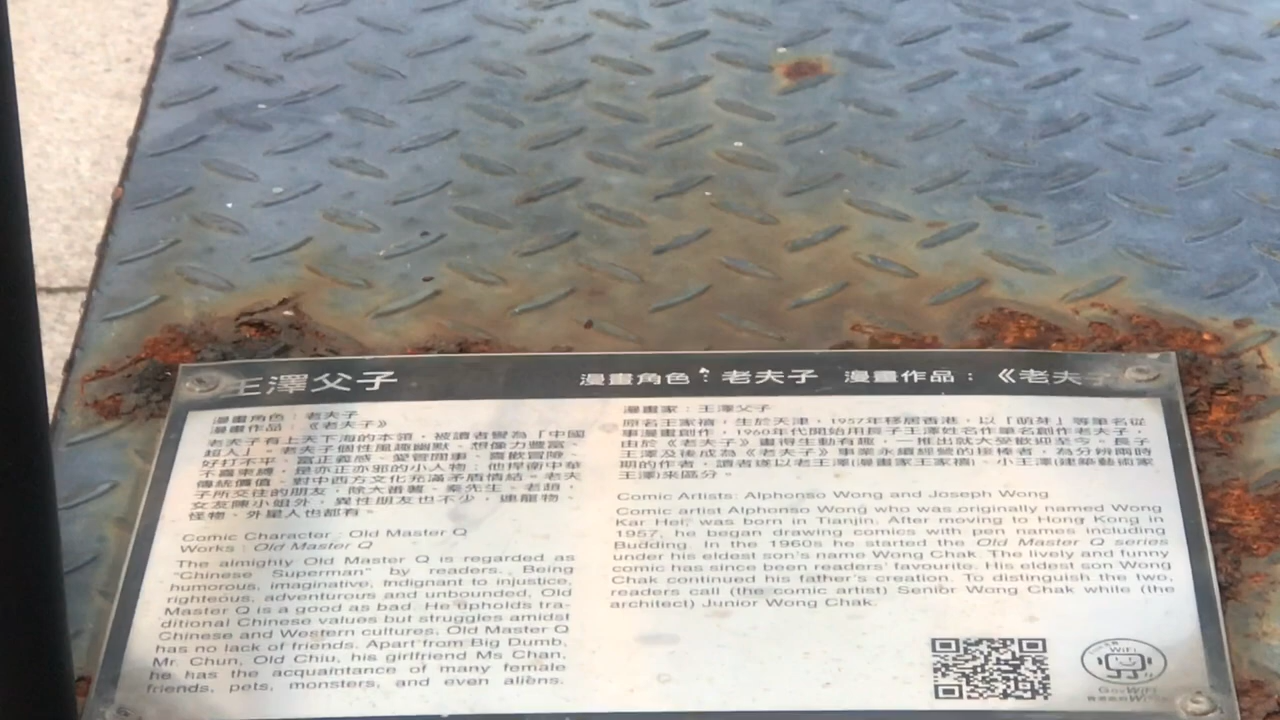 王澤父子 漫畫角色：老夫子 漫畫作品：《老夫子
漫畫角色：老夫子
漫畫作品：《老夫子》
老夫子有上天下海的本領，被讀者譽為「中國
超人」。老夫子個性風趣幽默、想像力豐富、
好打不平、富正義感、愛管閒事、喜歡冒險、
不受束縛，是亦正亦邪的小人物；他捍衛中華
傳統價值，對中西方文化充滿矛盾情結。老夫
子所交往的朋友，除大番薯、秦先生、老趙、
女友陳小姐外，異性朋友也不少，連寵物、
怪物、外星人也都有。
Comic Character : Old Master Q
Works : Old Master Q
The almighty Old Master Q is regarded as
"Chinese Superman" by readers. Being
humorous, imaginative, indignant to injustice,
righteous, adventurous and unbounded, Old
Master Q is a good as bad. He upholds tra-
ditional Chinese values but struggles amidst
Chinese and Western cultures. Old Master Q
has no lack of friends. Apart from Big Dumb,
Mr. Chun, Old Chiu, his girlfriend Ms Chan,
he has the acquaintance of many female
friends, pets, monsters, and even aliens.
漫畫家：王澤父子
原名王家禧，生於天津，1957年移居香港，以「萌芽」等筆名從
事漫畫創作，1960年代開始用長子王澤姓名作筆名創作《老夫子，
由於《老夫子》畫得生動有趣，一推出就大受歡迎至今。長子
王澤及後成為《老夫子》事業永續經營的接棒者，為分辨兩時
期的作者，讀者遂以老王澤(漫畫家王家禧)、小王澤(建築藝術家
王澤)來區分。
Comic Artists: Alphonso Wong and Joseph Wong
Comic artist Alphonso Wong who was originally named Wong
Kar Hei, was born in Tianjin. After moving to Hong Kong in
1957, he began drawing comics with pen names including
Budding. In the 1960s he started the Old Master Q series
under his eldest son's name Wong Chak. The lively and funny
comic has since been readers' favourite. His eldest son Wong
Chak continued his father's creation. To distinguish the two,
readers call (the comic artist) Senior Wong Chak while (the
architect) Junior Wong Chak.
WiFi
GovWiFi